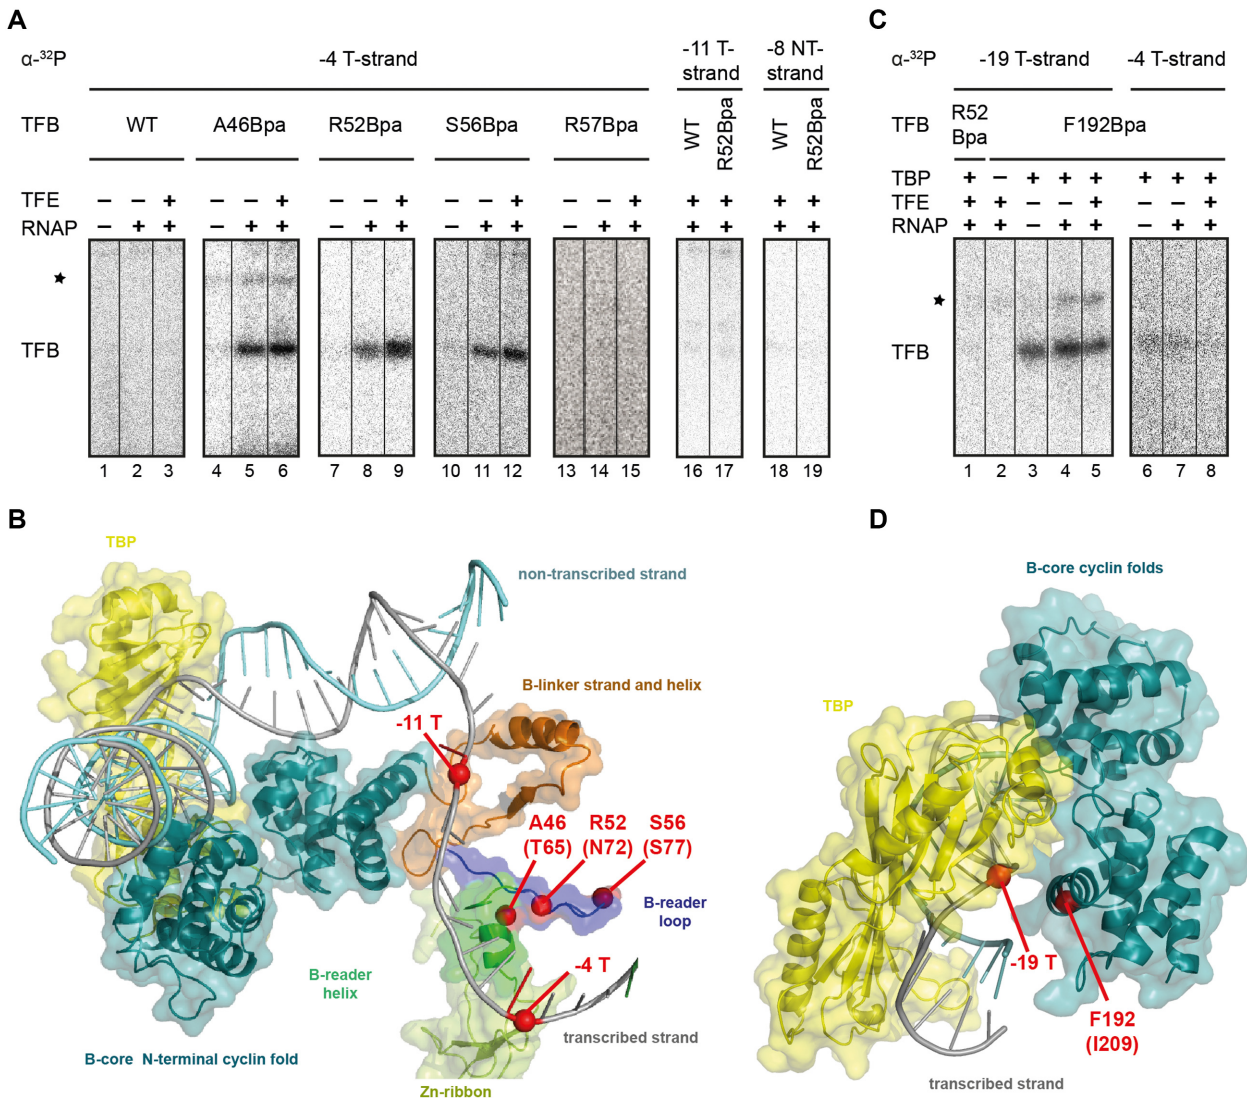 A
α-³²P
-4 T-strand
-11 T-
strand
-8 NT-
strand
TFB
WT
A46Bpa
R52Bpa
S56Bpa
R57Bpa
WT
R52Bpa
WT
R52Bpa
TFE
– – + – – + – – + – – + – – + + + + +
RNAP
– + + – + + – + + – + + – + + + + + +
★
TFB
1 2 3 4 5 6 7 8 9 10 11 12 13 14 15 16 17 18 19
C
α-³²P
-19 T-strand
-4 T-strand
TFB
R52
Bpa
F192Bpa
TBP
+ – + + + + + +
TFE
+ + – – + – – +
RNAP
+ + – + + – + +
★
TFB
1 2 3 4 5 6 7 8
B
TBP
non-transcribed strand
B-linker strand and helix
-11 T
A46
(T65)
R52
(N72)
S56
(S77)
B-reader
loop
B-reader
helix
-4 T
transcribed strand
B-core N-terminal cyclin fold
Zn-ribbon
D
B-core cyclin folds
TBP
-19 T
F192
(I209)
transcribed strand